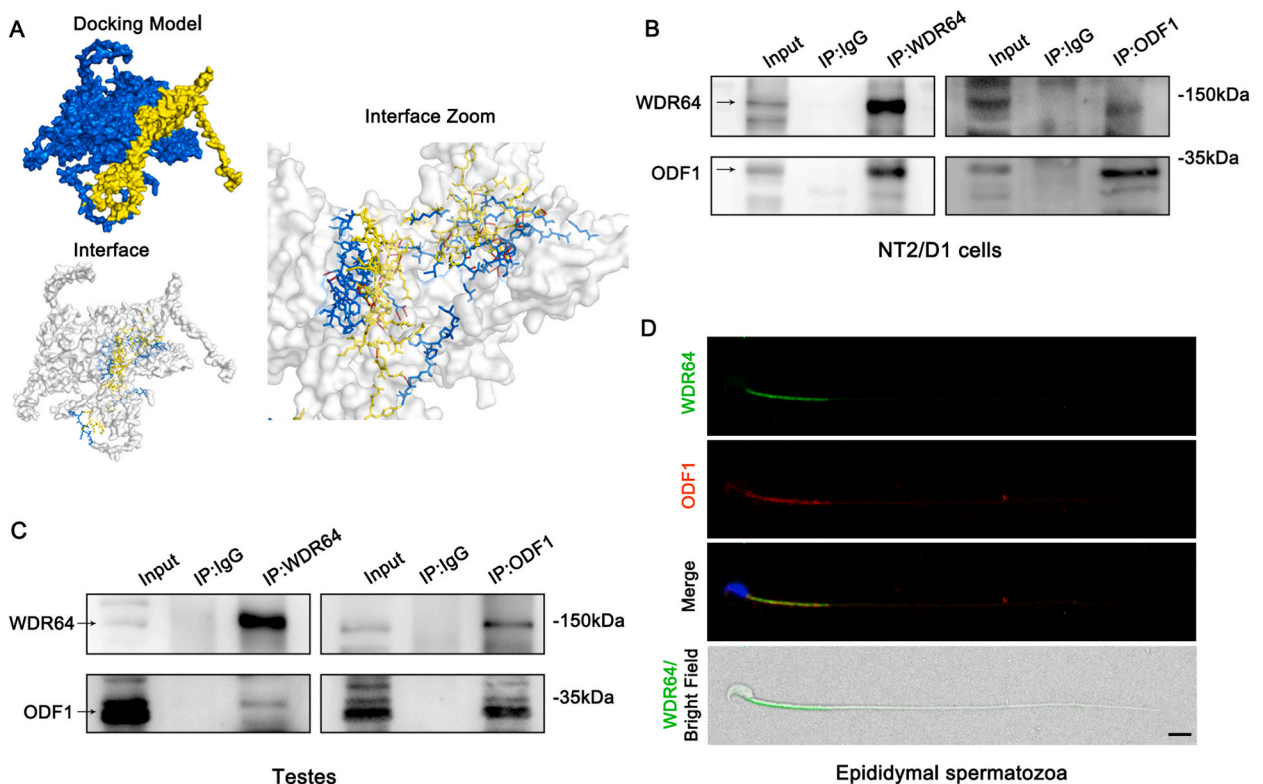 A
Docking Model
Interface Zoom
Interface
B
Input IP:IgG IP:WDR64 Input IP:IgG IP:ODF1
WDR64
-150kDa
ODF1
-35kDa
NT2/D1 cells
C
Input IP:IgG IP:WDR64 Input IP:IgG IP:ODF1
WDR64
-150kDa
ODF1
-35kDa
Testes
D
WDR64
ODF1
Merge
WDR64/
Bright Field
Epididymal spermatozoa